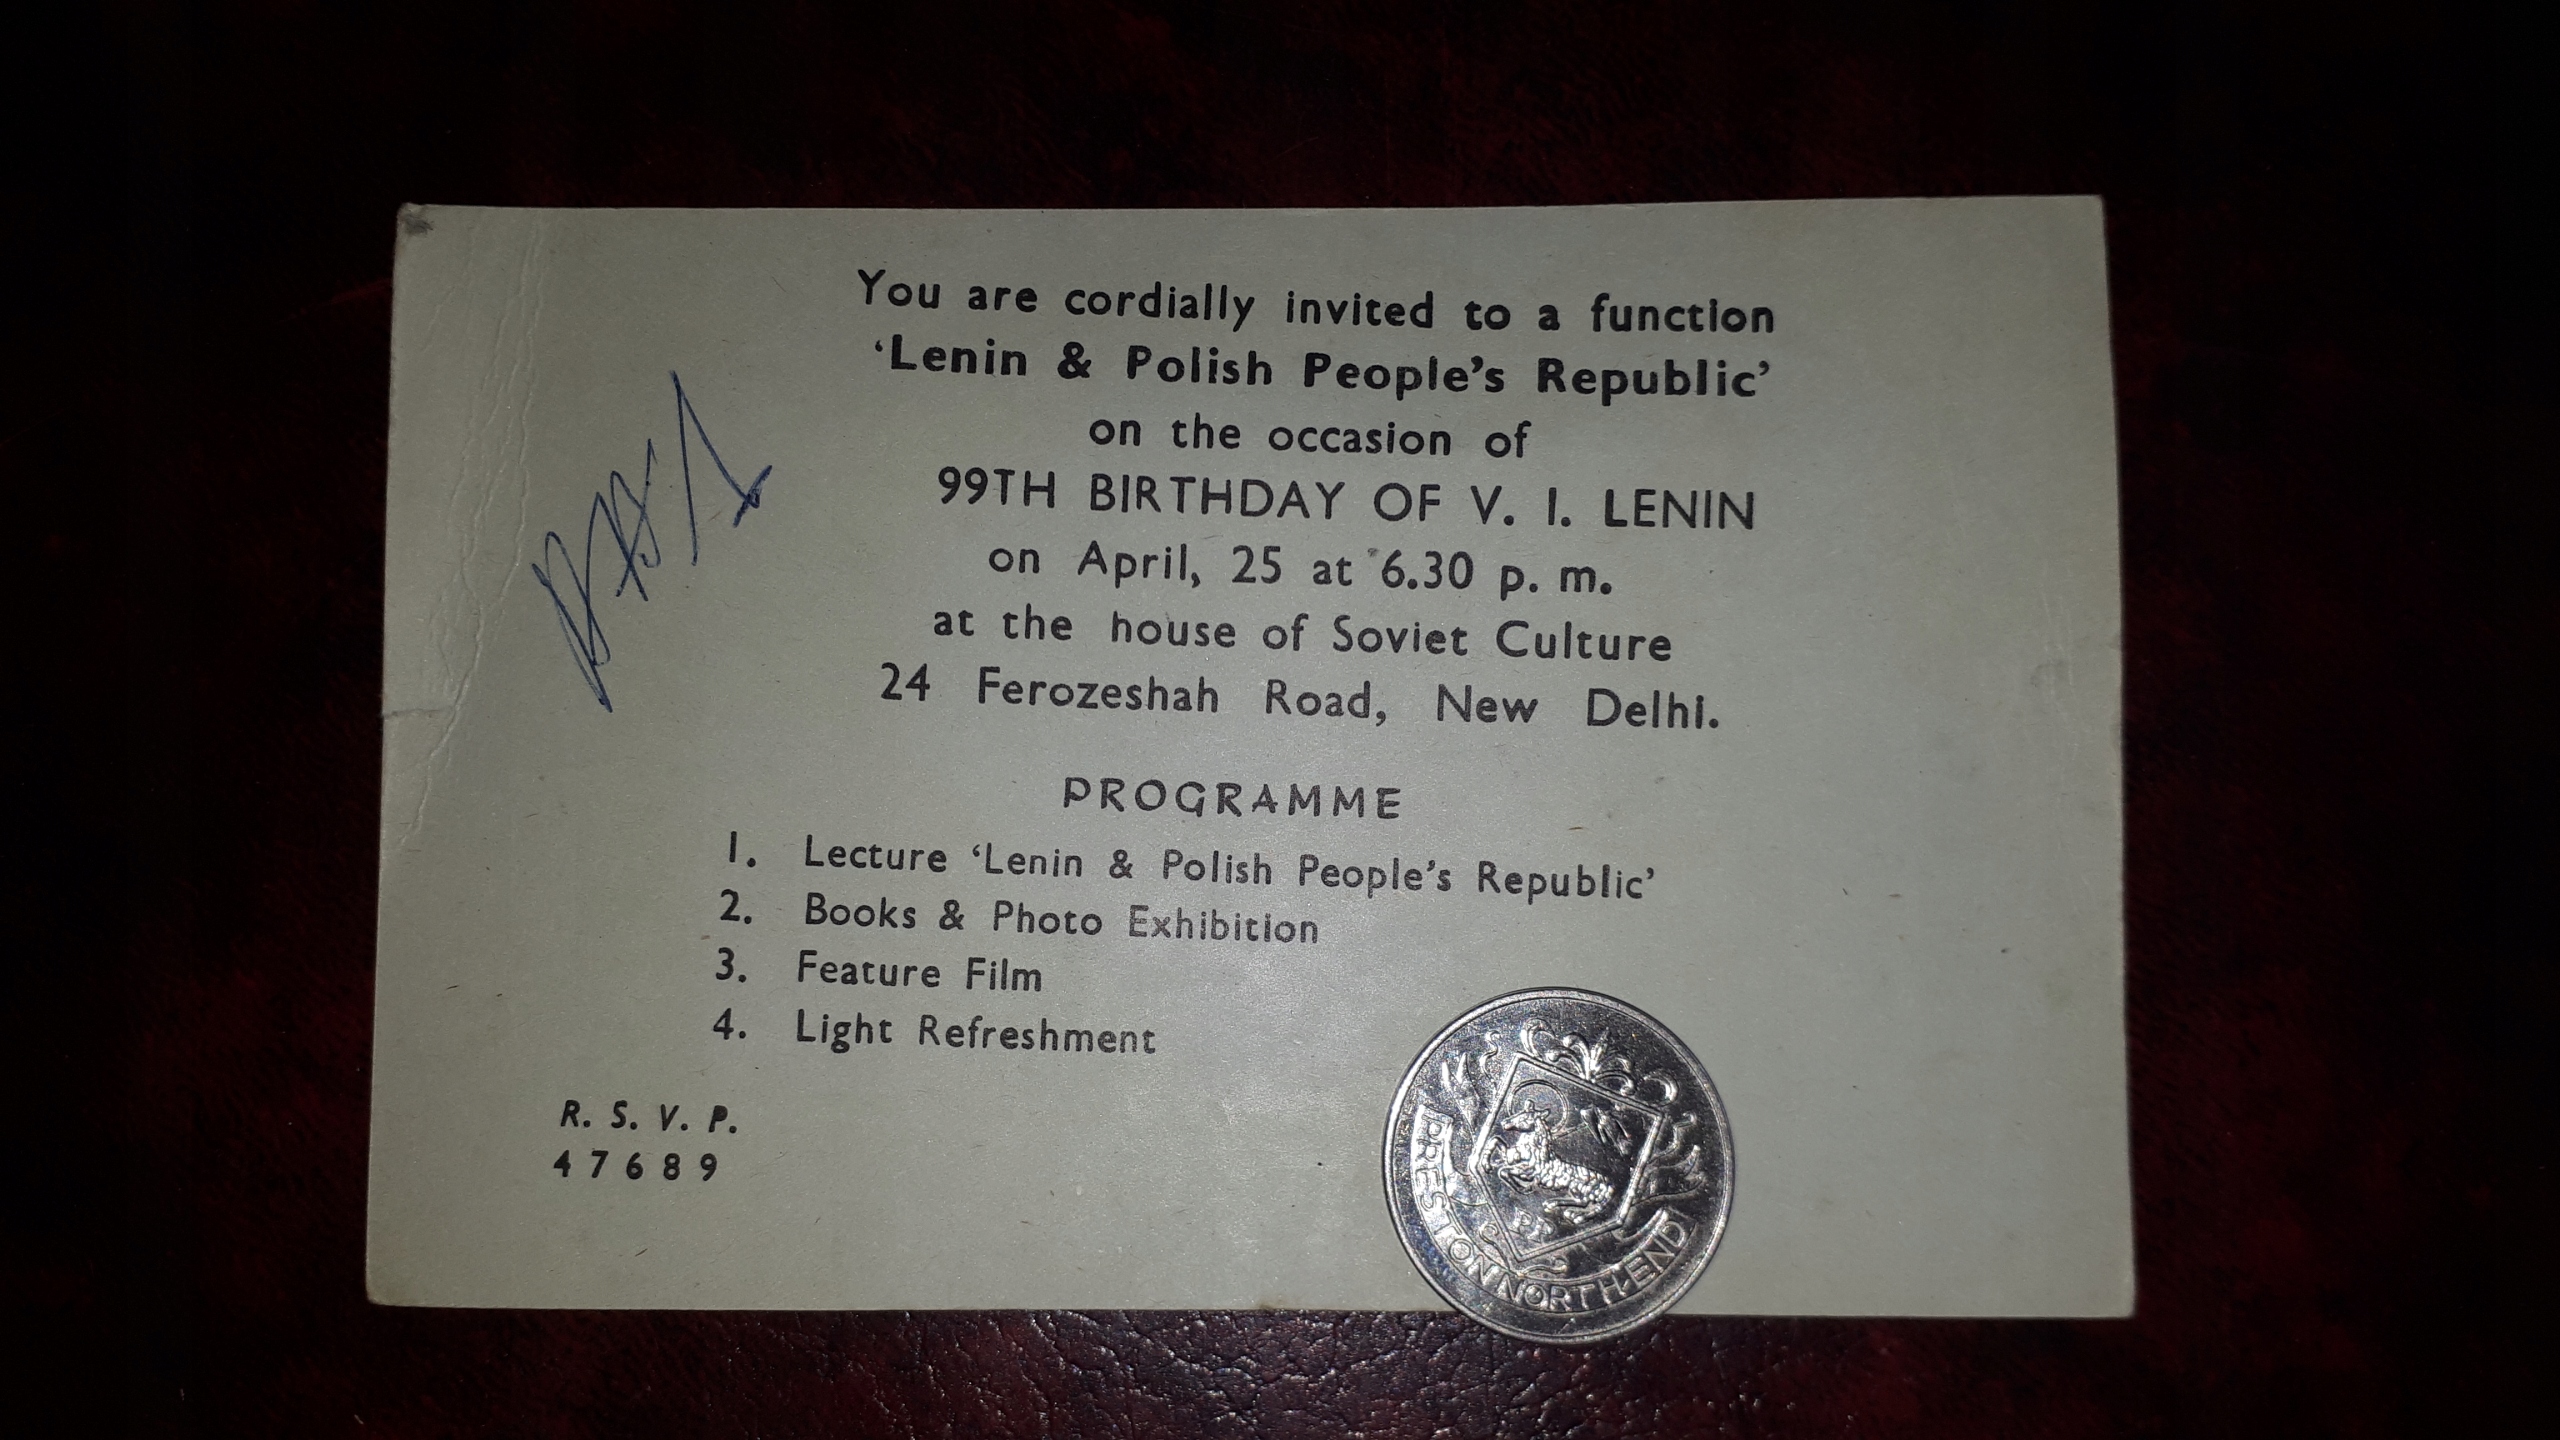 You are cordially invited to a function
‘Lenin & Polish People’s Republic’
on the occasion of
99TH BIRTHDAY OF V. I. LENIN
on April, 25 at 6.30 p. m.
at the house of Soviet Culture
24 Ferozeshah Road, New Delhi.
PROGRAMME
1. Lecture ‘Lenin & Polish People’s Republic’
2. Books & Photo Exhibition
3. Feature Film
4. Light Refreshment
R. S. V. P.
47689
PP
PRESTON NORTH END